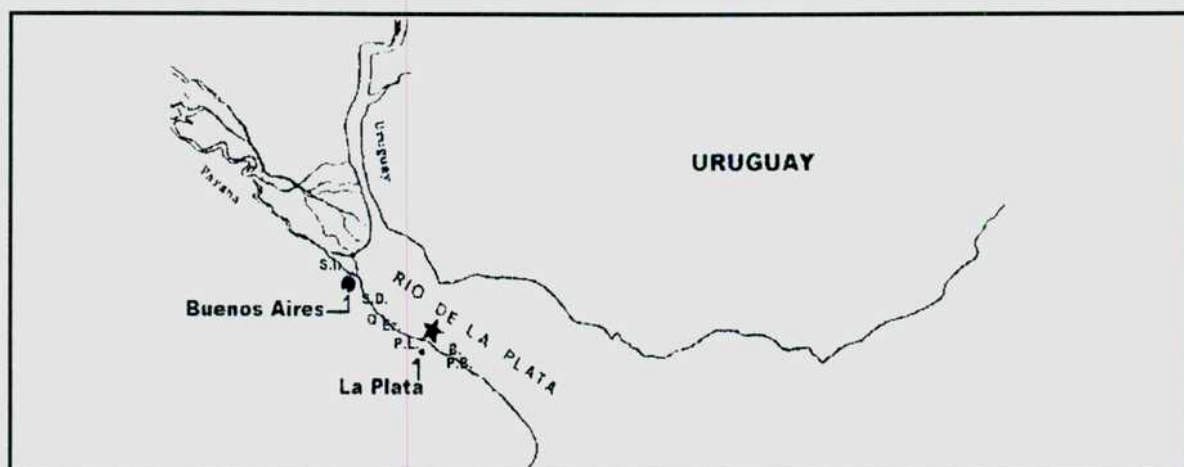 Uruguay
URUGUAY
Parana
RIO DE LA PLATA
Buenos Aires
S.D.
Q
P.L.
B.
P.B.
La Plata